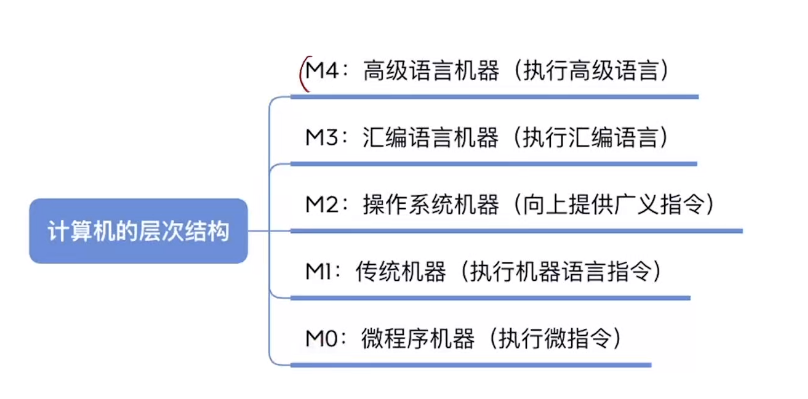 M4：高级语言机器（执行高级语言）
M3：汇编语言机器（执行汇编语言）
M2：操作系统机器（向上提供广义指令）
计算机的层次结构
M1：传统机器（执行机器语言指令）
M0：微程序机器（执行微指令）